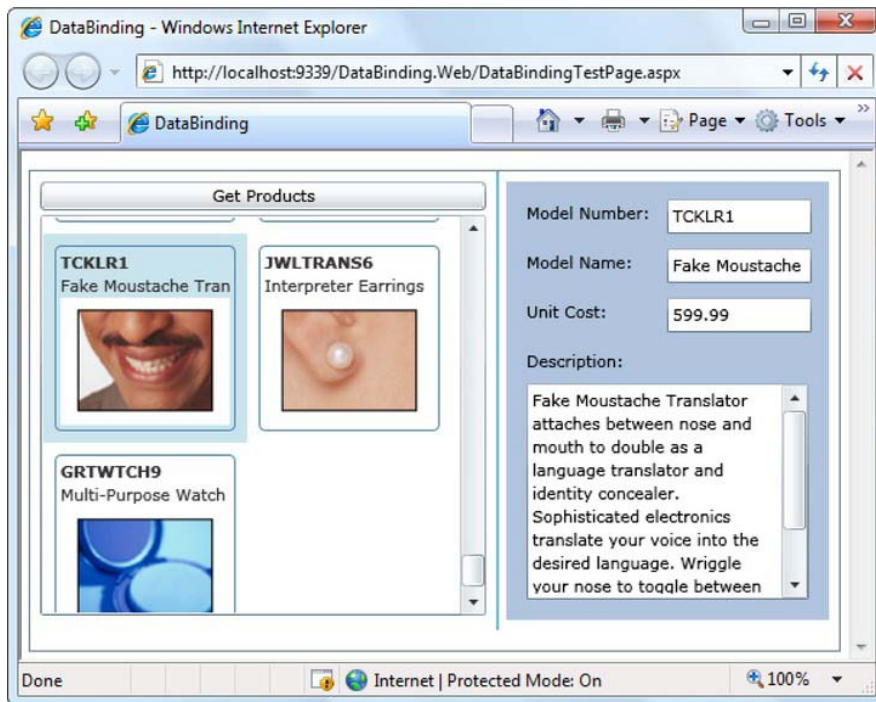 DataBinding - Windows Internet Explorer
http://localhost:9339/DataBinding.Web/DataBindingTestPage.aspx
DataBinding
Page
Tools
Get Products
TCKLR1
Fake Moustache Tran
JWLTRANS6
Interpreter Earrings
GRTWTCH9
Multi-Purpose Watch
Model Number:
TCKLR1
Model Name:
Fake Moustache
Unit Cost:
599.99
Description:
Fake Moustache Translator
attaches between nose and
mouth to double as a
language translator and
identity concealer.
Sophisticated electronics
translate your voice into the
desired language. Wriggle
your nose to toggle between
Done
Internet | Protected Mode: On
100%